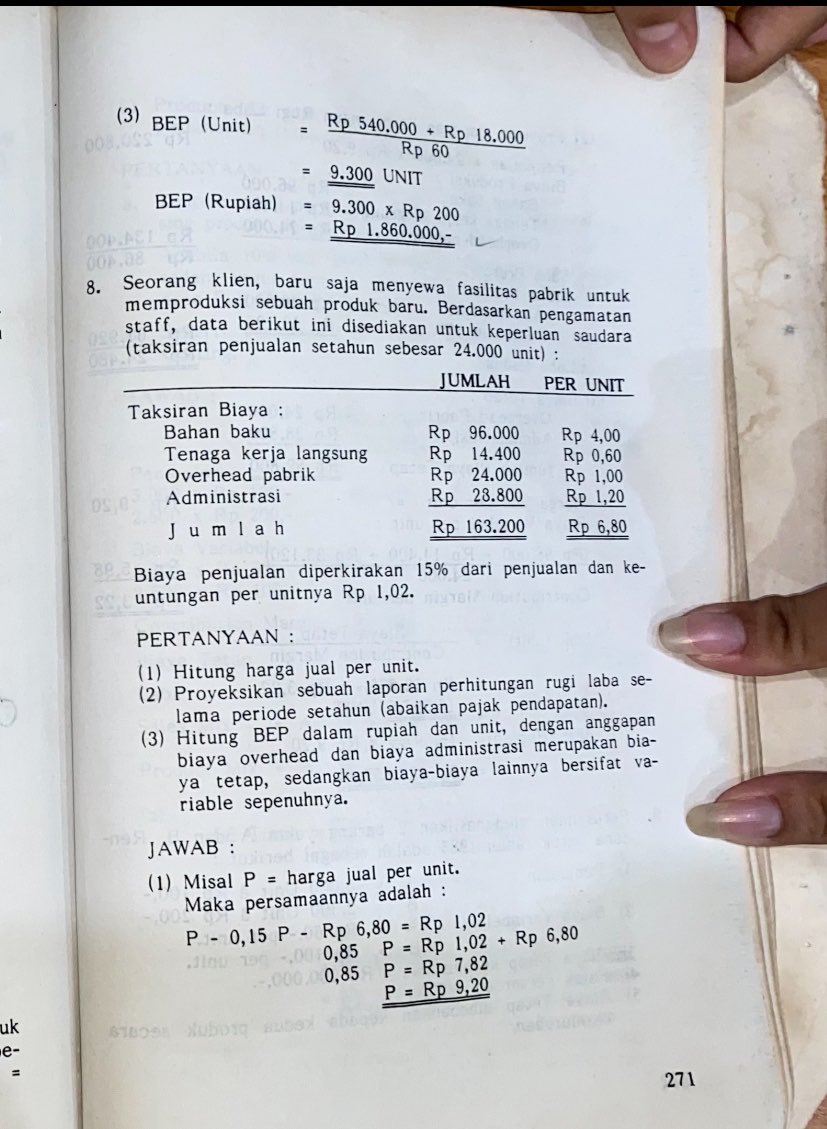 (3) BEP (Unit) = Rp 540.000 + Rp 18.000
Rp 60
= 9.300 UNIT
BEP (Rupiah) = 9.300 x Rp 200
= Rp 1.860.000,-
8. Seorang klien, baru saja menyewa fasilitas pabrik untuk
memproduksi sebuah produk baru. Berdasarkan pengamatan
staff, data berikut ini disediakan untuk keperluan saudara
(taksiran penjualan setahun sebesar 24.000 unit) :
JUMLAH PER UNIT
Taksiran Biaya :
Bahan baku Rp 96.000 Rp 4,00
Tenaga kerja langsung Rp 14.400 Rp 0,60
Overhead pabrik Rp 24.000 Rp 1,00
Administrasi Rp 28.800 Rp 1,20
J u m l a h Rp 163.200 Rp 6,80
Biaya penjualan diperkirakan 15% dari penjualan dan ke-
untungan per unitnya Rp 1,02.
PERTANYAAN :
(1) Hitung harga jual per unit.
(2) Proyeksikan sebuah laporan perhitungan rugi laba se-
lama periode setahun (abaikan pajak pendapatan).
(3) Hitung BEP dalam rupiah dan unit, dengan anggapan
biaya overhead dan biaya administrasi merupakan bia-
ya tetap, sedangkan biaya-biaya lainnya bersifat va-
riable sepenuhnya.
JAWAB :
(1) Misal P = harga jual per unit.
Maka persamaannya adalah :
P - 0,15 P - Rp 6,80 = Rp 1,02
0,85 P = Rp 1,02 + Rp 6,80
0,85 P = Rp 7,82
P = Rp 9,20
uk
e-
=
271